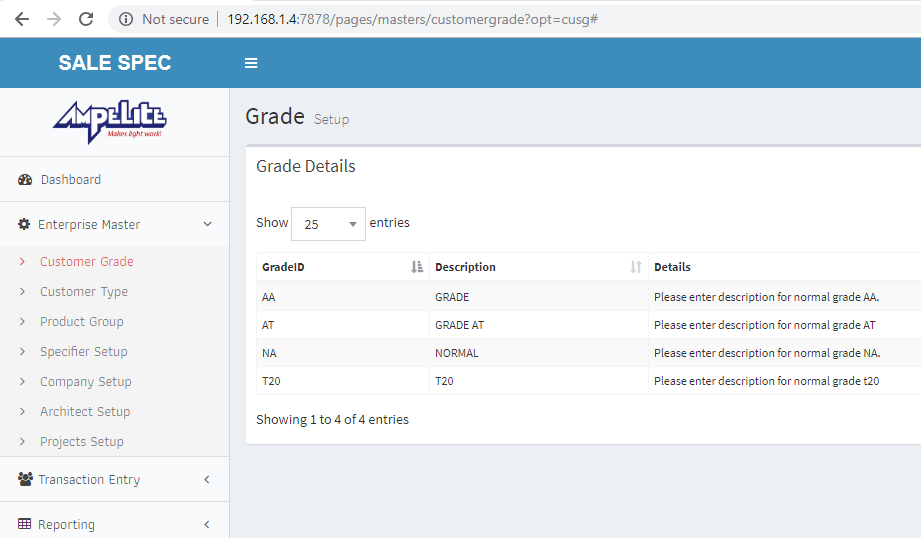 Not secure | 192.168.1.4:7878/pages/masters/customergrade?opt=cusg#
SALE SPEC
AMPELITE
Makes light work!
Grade Setup
Grade Details
Dashboard
Enterprise Master
Customer Grade
Customer Type
Product Group
Specifier Setup
Company Setup
Architect Setup
Projects Setup
Transaction Entry
Reporting
Show 25 entries
GradeID Description Details
AA GRADE Please enter description for normal grade AA.
AT GRADE AT Please enter description for normal grade AT
NA NORMAL Please enter description for normal grade NA.
T20 T20 Please enter description for normal grade t20
Showing 1 to 4 of 4 entries